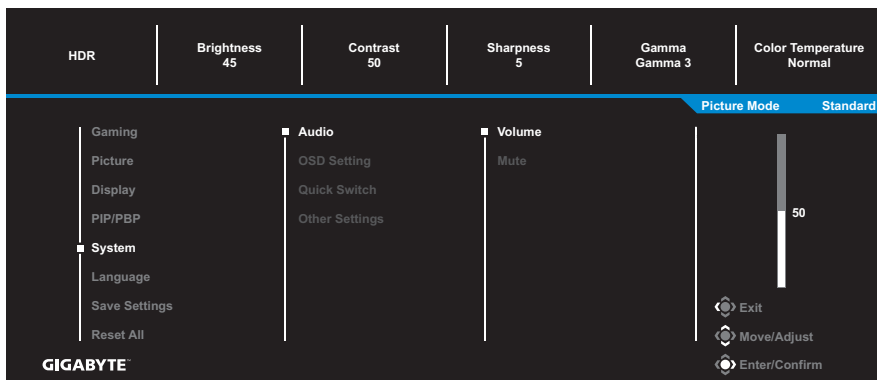 HDR
Brightness
45
Contrast
50
Sharpness
5
Gamma
Gamma 3
Color Temperature
Normal
Picture Mode Standard
Gaming
Picture
Display
PIP/PBP
System
Language
Save Settings
Reset All
Audio
OSD Setting
Quick Switch
Other Settings
Volume
Mute
50
Exit
Move/Adjust
Enter/Confirm
GIGABYTE™